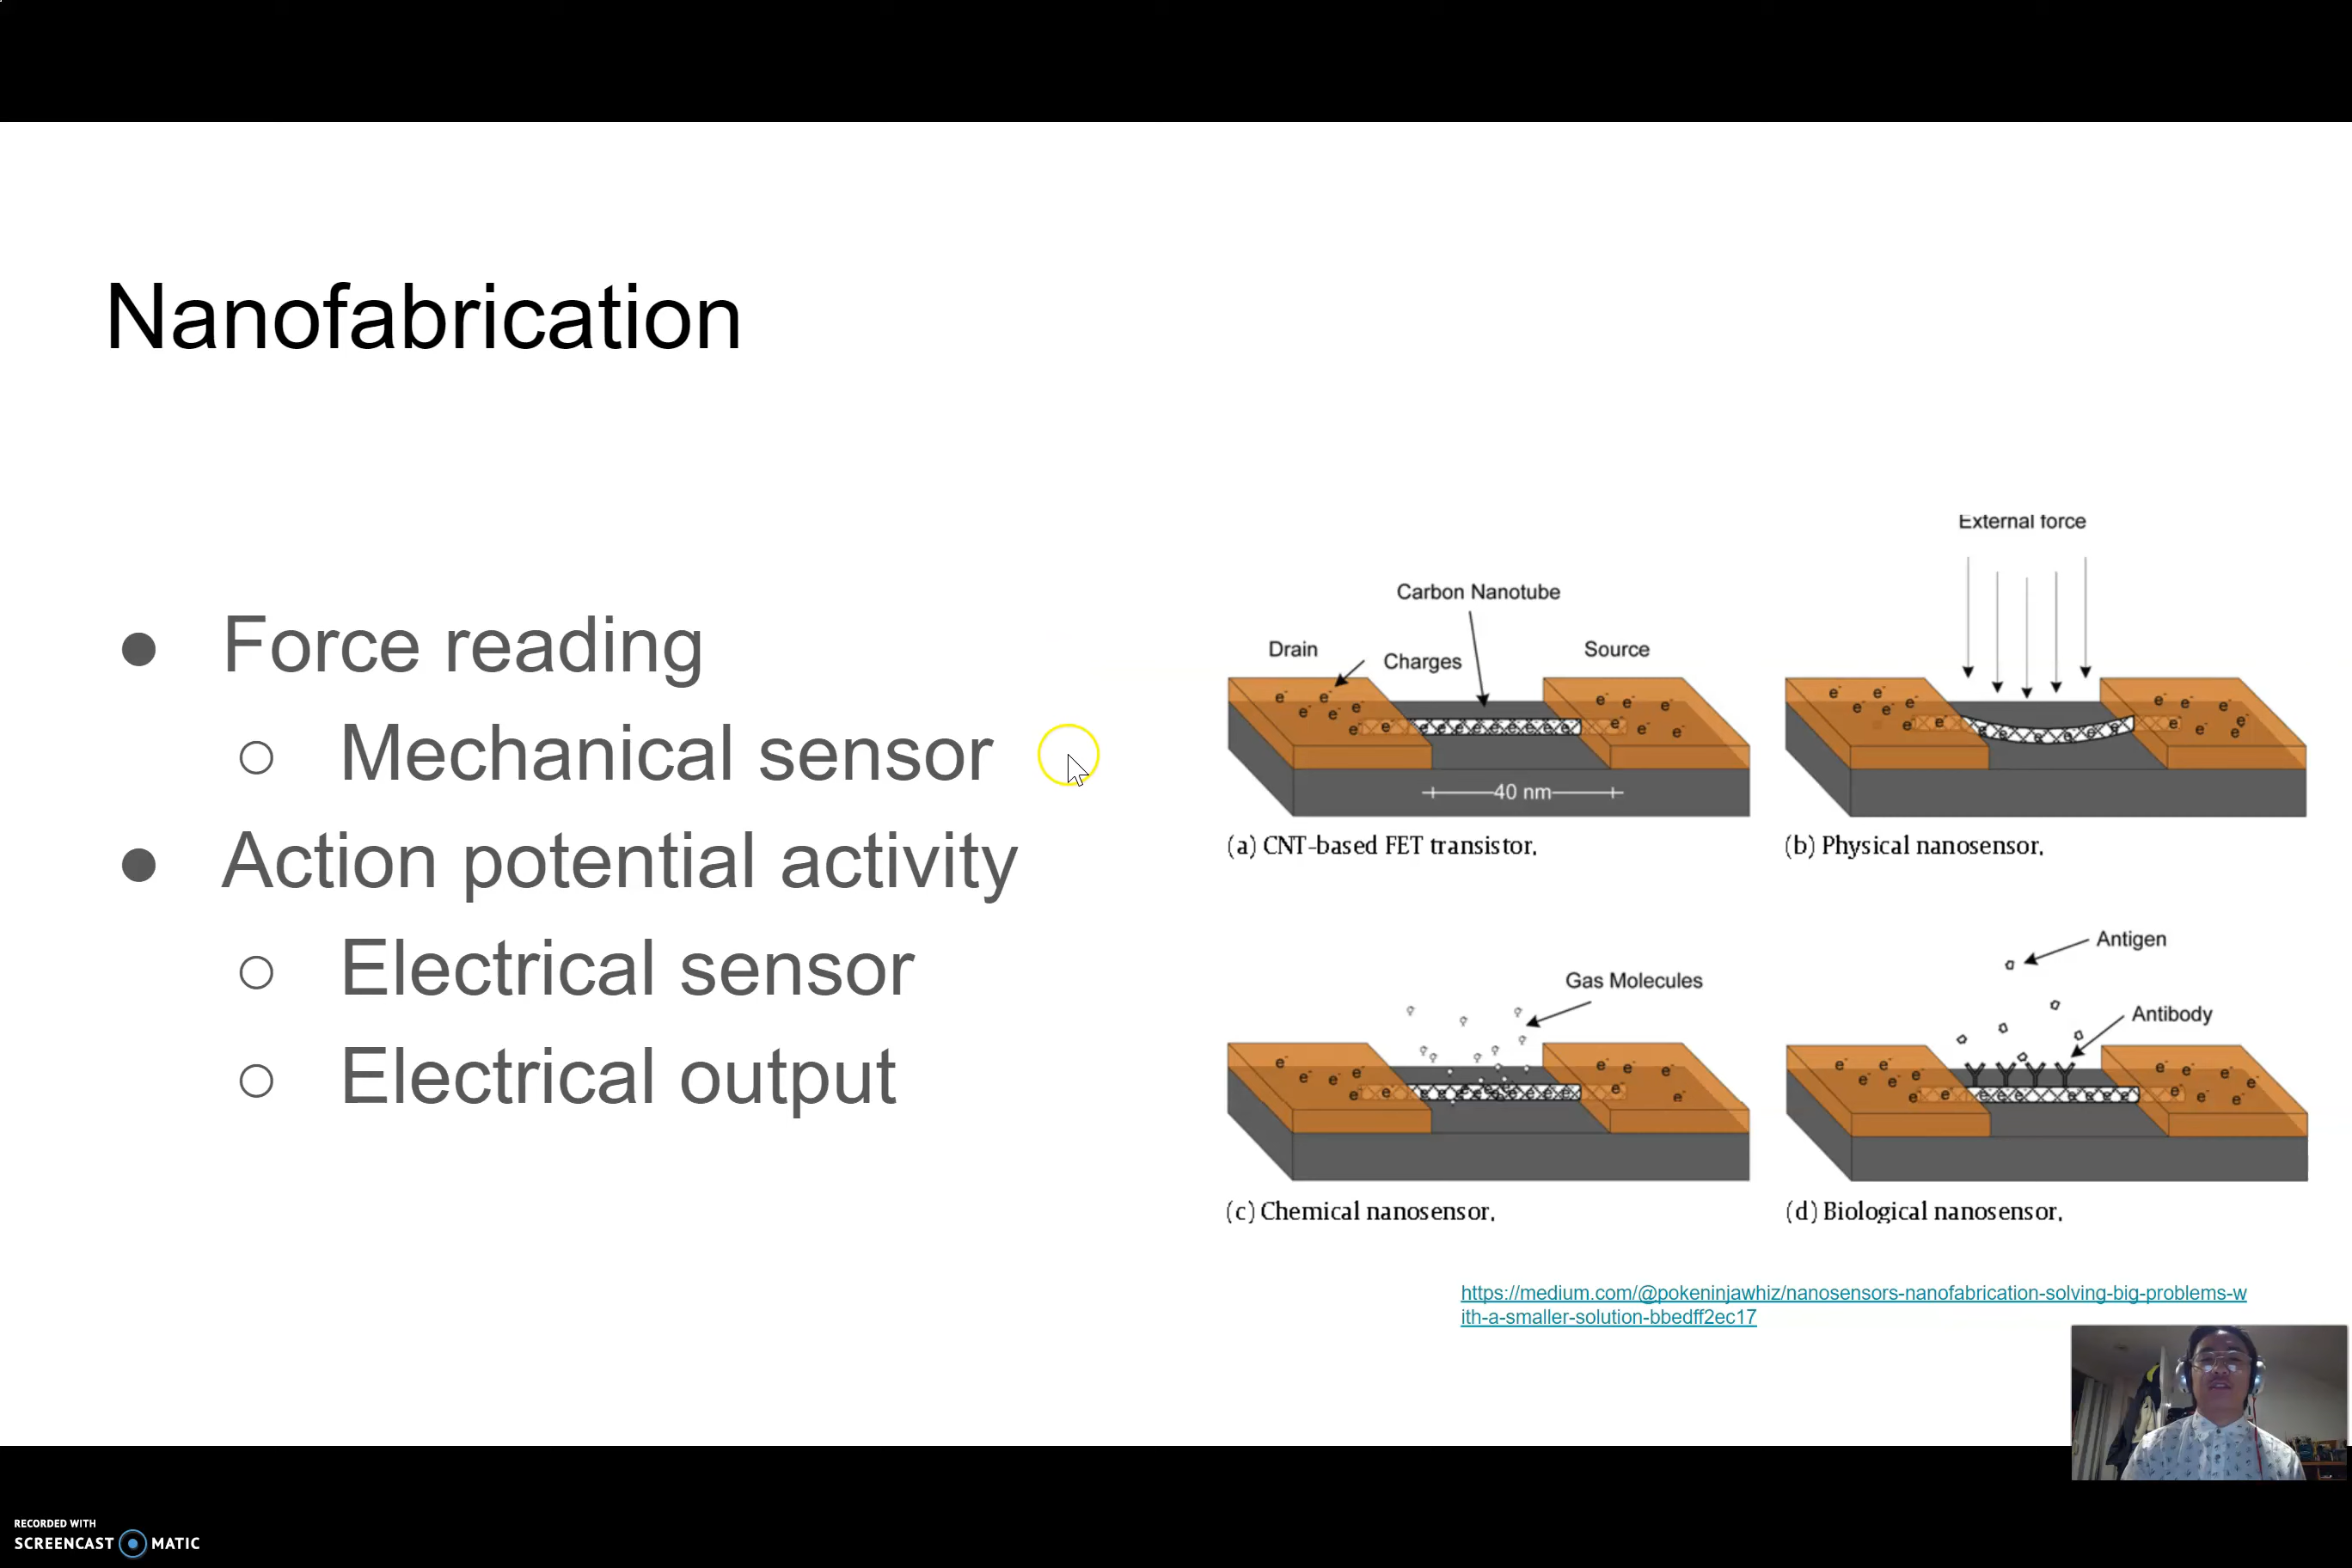 Nanofabrication
● Force reading
○ Mechanical sensor
● Action potential activity
○ Electrical sensor
○ Electrical output
Carbon Nanotube
Drain
Charges
Source
e- e- e- e- e- e- e- e- e- e- e- e-
40 nm
(a) CNT-based FET transistor.
External force
(b) Physical nanosensor.
Gas Molecules
(c) Chemical nanosensor.
Antigen
Antibody
(d) Biological nanosensor.
https://medium.com/@pokeninjawhiz/nanosensors-nanofabrication-solving-big-problems-w
ith-a-smaller-solution-bbedff2ec17
RECORDED WITH
SCREENCAST MATIC